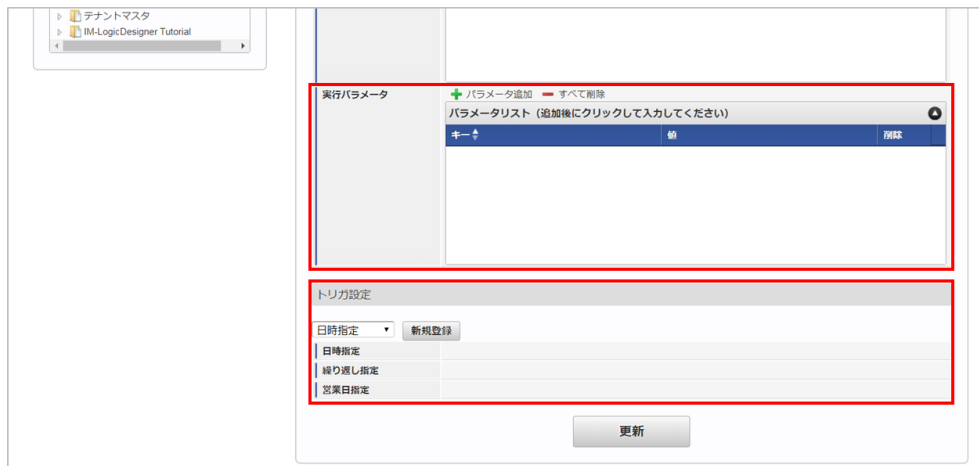 テナントマスタ
IM-LogicDesigner Tutorial
実行パラメータ
パラメータ追加 すべて削除
パラメータリスト（追加後にクリックして入力してください）
キー 値 削除
トリガ設定
日時指定 新規登録
日時指定
繰り返し指定
営業日指定
更新